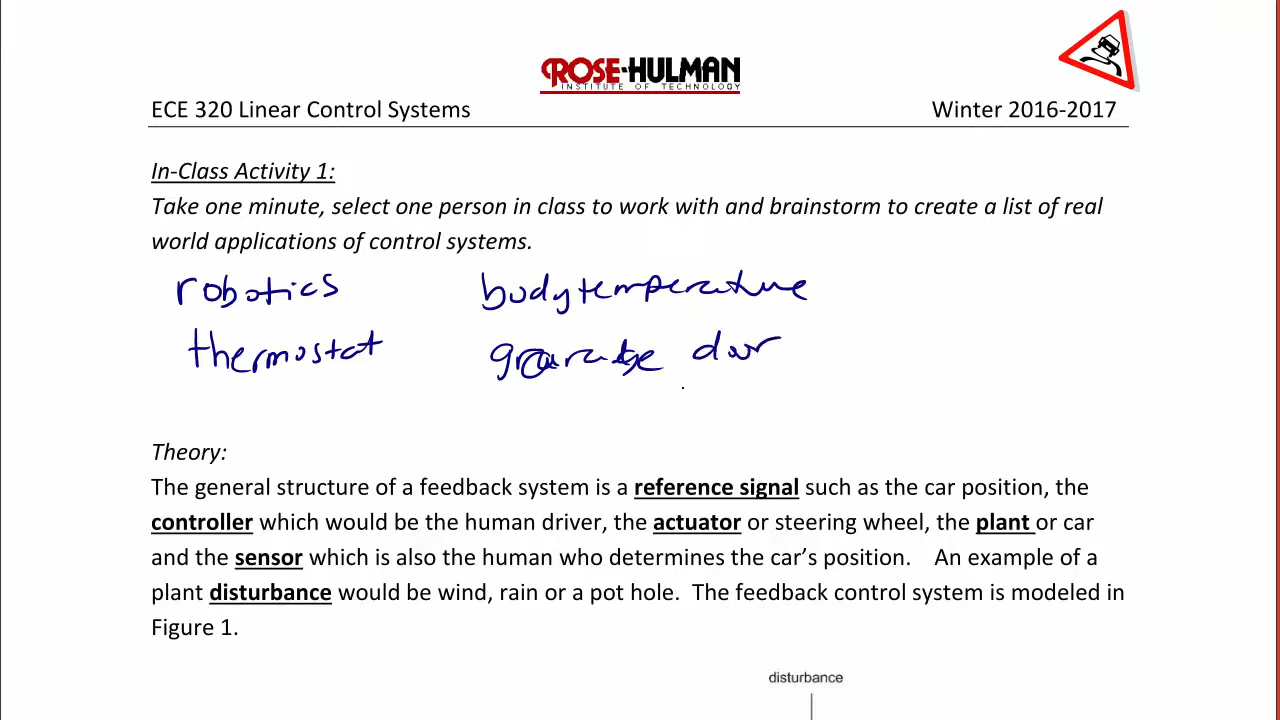 ROSE-HULMAN
INSTITUTE OF TECHNOLOGY
ECE 320 Linear Control Systems Winter 2016-2017
In-Class Activity 1:
Take one minute, select one person in class to work with and brainstorm to create a list of real
world applications of control systems.
robotics body temperature
thermostat garage door
Theory:
The general structure of a feedback system is a reference signal such as the car position, the
controller which would be the human driver, the actuator or steering wheel, the plant or car
and the sensor which is also the human who determines the car's position. An example of a
plant disturbance would be wind, rain or a pot hole. The feedback control system is modeled in
Figure 1.
disturbance